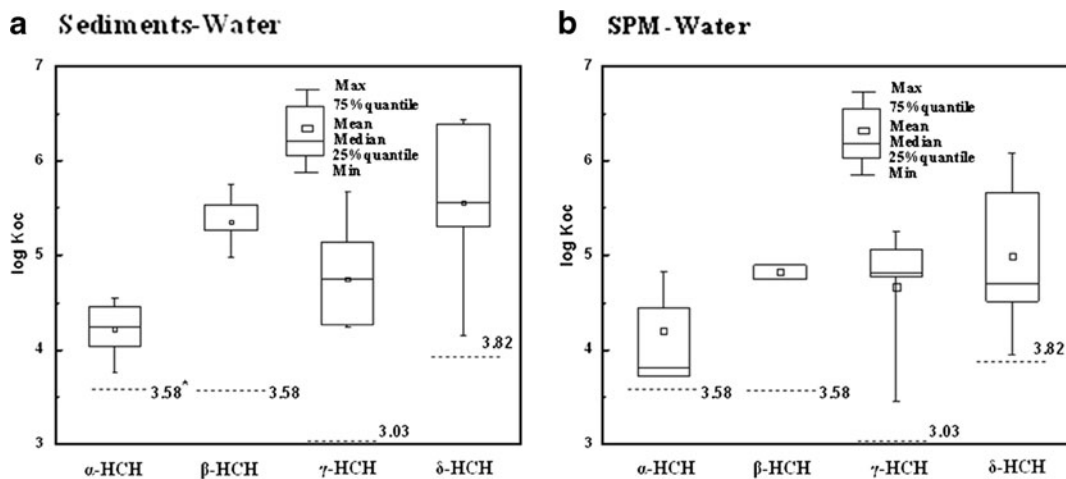 a Sediments-Water
7
6
5
4
3
log Koc
Max
75% quantile
Mean
Median
25% quantile
Min
3.58^
3.58
3.03
3.82
α-HCH β-HCH γ-HCH δ-HCH
b SPM-Water
7
6
5
4
3
log Koc
Max
75% quantile
Mean
Median
25% quantile
Min
3.58
3.58
3.03
3.82
α-HCH β-HCH γ-HCH δ-HCH